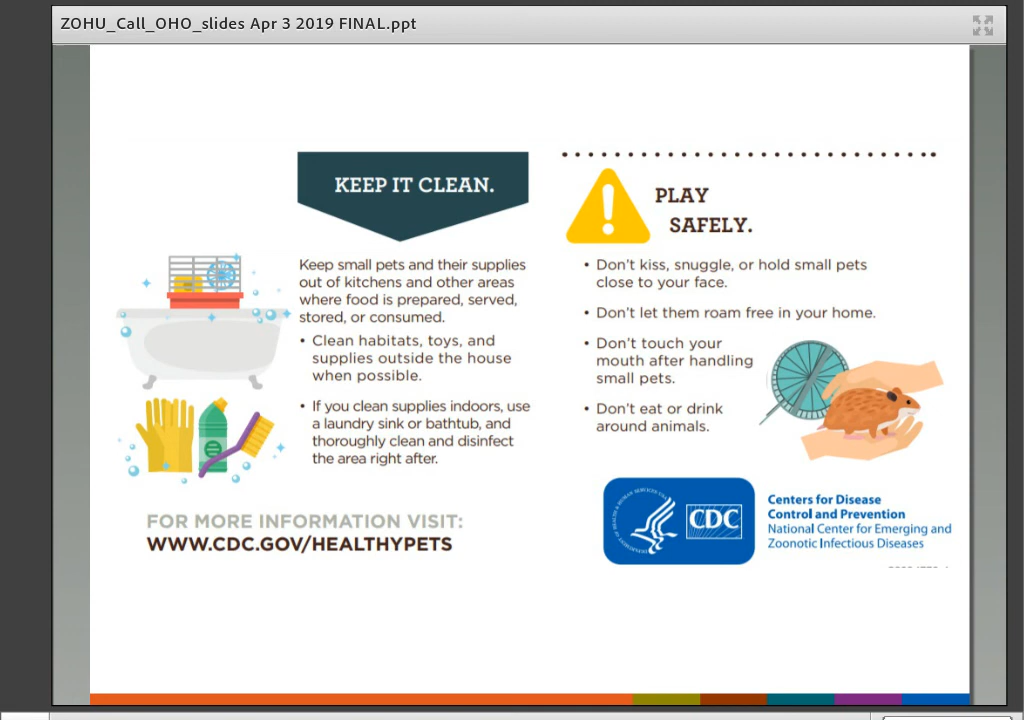 ZOHU_Call_OHO_slides Apr 3 2019 FINAL.ppt
KEEP IT CLEAN.
Keep small pets and their supplies
out of kitchens and other areas
where food is prepared, served,
stored, or consumed.
• Clean habitats, toys, and
supplies outside the house
when possible.
• If you clean supplies indoors, use
a laundry sink or bathtub, and
thoroughly clean and disinfect
the area right after.
FOR MORE INFORMATION VISIT:
WWW.CDC.GOV/HEALTHYPETS
PLAY
SAFELY.
• Don't kiss, snuggle, or hold small pets
close to your face.
• Don't let them roam free in your home.
• Don't touch your
mouth after handling
small pets.
• Don't eat or drink
around animals.
CDC
Centers for Disease
Control and Prevention
National Center for Emerging and
Zoonotic Infectious Diseases